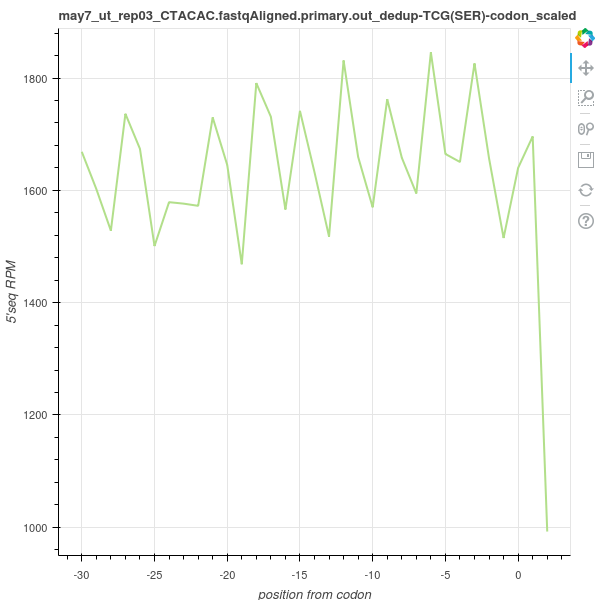 may7_ut_rep03_CTACAC.fastqAligned.primary.out_dedup-TCG(SER)-codon_scaled
1800
1600
1400
1200
1000
5'seq RPM
-30 -25 -20 -15 -10 -5 0
position from codon